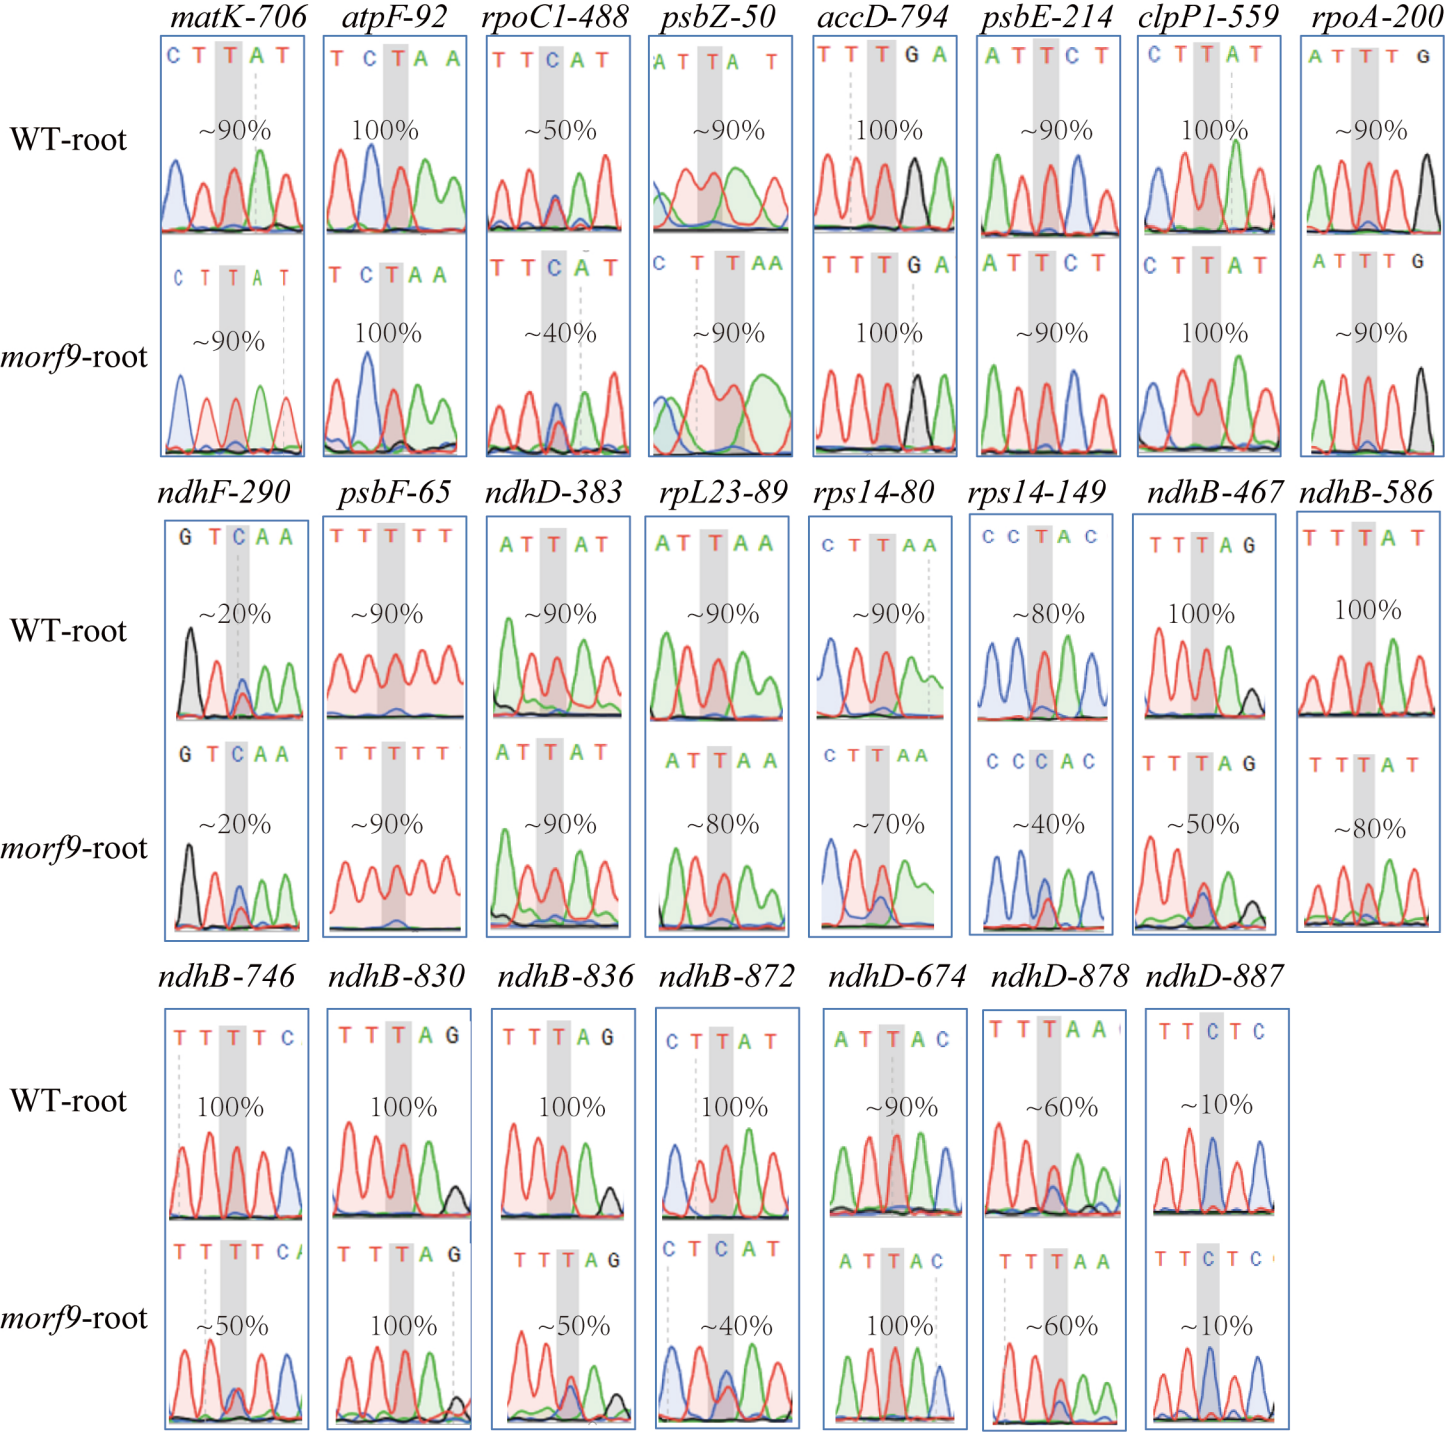 matK-706 atpF-92 rpoC1-488 psbZ-50 accD-794 psbE-214 clpP1-559 rpoA-200
C T T A T T C T A A T T C A T A T T A T T T T G A A T T C T C T T A T A T T T G
WT-root ~90% 100% ~50% ~90% 100% ~90% 100% ~90%
C T T A T T C T A A T T C A T C T T A A T T T G A A T T C T C T T A T A T T T G
morf9-root ~90% 100% ~40% ~90% 100% ~90% 100% ~90%
ndhF-290 psbF-65 ndhD-383 rpL23-89 rps14-80 rps14-149 ndhB-467 ndhB-586
G T C A A T T T T T A T T A T A T T A A C T T A A C C T A C T T T A G T T T A T
WT-root ~20% ~90% ~90% ~90% ~90% ~80% 100% 100%
G T C A A T T T T T A T T A T A T T A A C T T A A C C C A C T T T A G T T T A T
morf9-root ~20% ~90% ~90% ~80% ~70% ~40% ~50% ~80%
ndhB-746 ndhB-830 ndhB-836 ndhB-872 ndhD-674 ndhD-878 ndhD-887
T T T T C T T T A G T T T A G C T T A T A T T A C T T T A A T T C T C
WT-root 100% 100% 100% 100% ~90% ~60% ~10%
T T T T C A T T T A G T T T A G C T C A T A T T A C T T T A A T T C T C
morf9-root ~50% 100% ~50% ~40% 100% ~60% ~10%